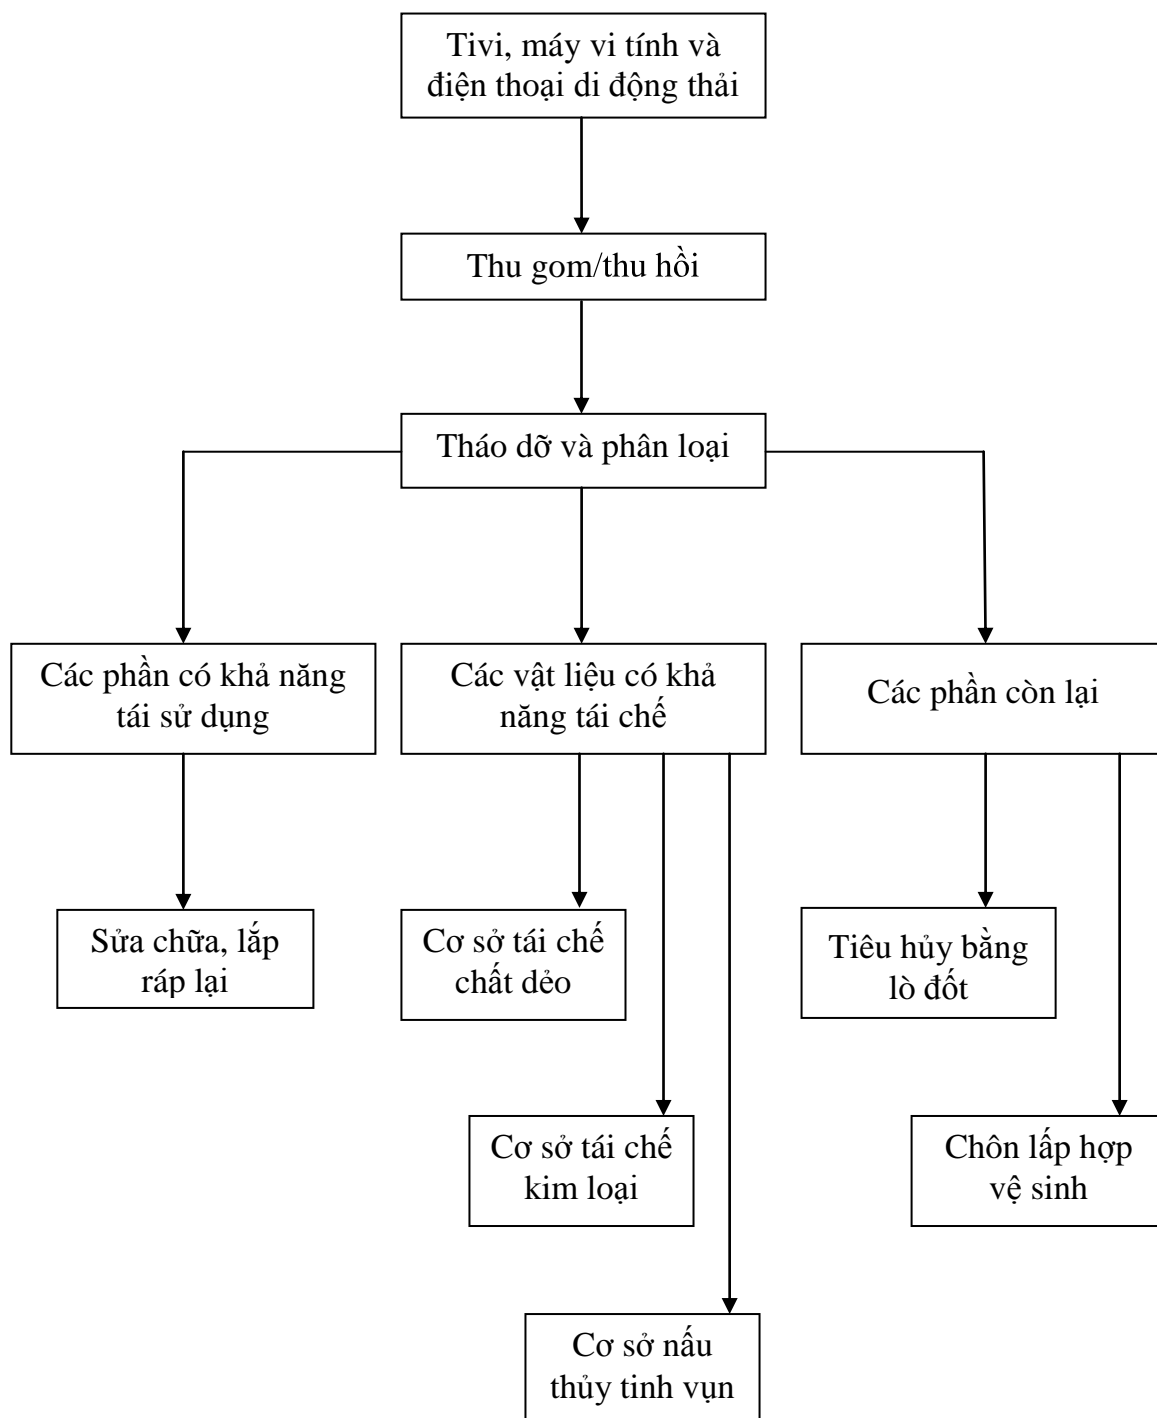 Tivi, máy vi tính và
điện thoại di động thải
Thu gom/thu hồi
Tháo dỡ và phân loại
Các phần có khả năng
tái sử dụng
Các vật liệu có khả
năng tái chế
Các phần còn lại
Sửa chữa, lắp
ráp lại
Cơ sở tái chế
chất dẻo
Tiêu hủy bằng
lò đốt
Cơ sở tái chế
kim loại
Chôn lấp hợp
vệ sinh
Cơ sở nấu
thủy tinh vụn